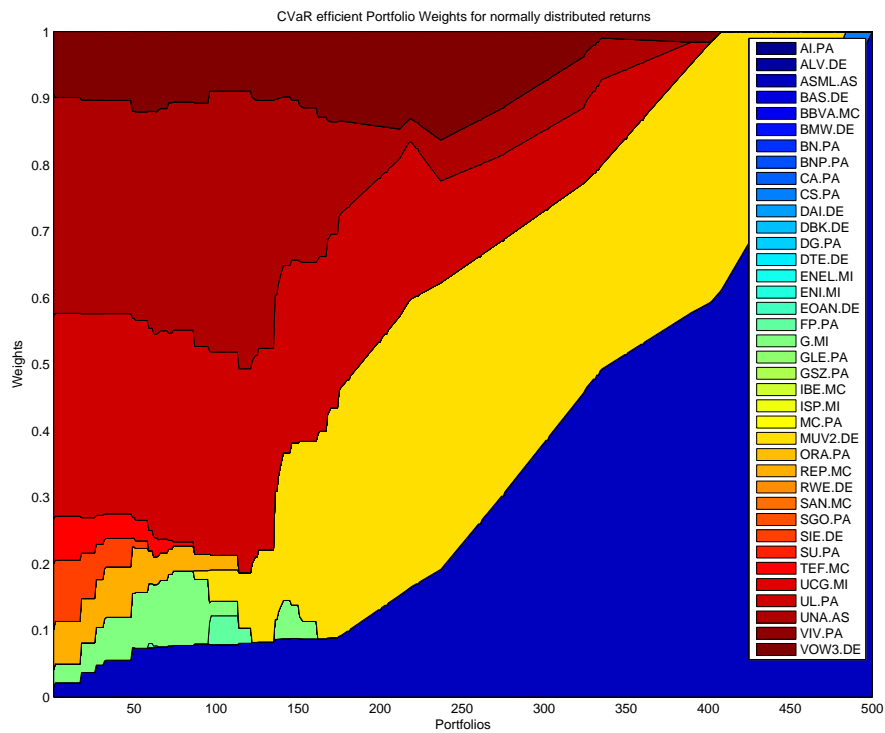 CVaR efficient Portfolio Weights for normally distributed returns
1
0.9
0.8
0.7
0.6
0.5
0.4
0.3
0.2
0.1
0
Weights
50
100
150
200
250
300
350
400
450
500
Portfolios
AI.PA
ALV.DE
ASML.AS
BAS.DE
BBVA.MC
BMW.DE
BN.PA
BNP.PA
CA.PA
CS.PA
DAI.DE
DBK.DE
DG.PA
DTE.DE
ENEL.MI
ENI.MI
EOAN.DE
FP.PA
G.MI
GLE.PA
GSZ.PA
IBE.MC
ISP.MI
MC.PA
MUV2.DE
ORA.PA
REP.MC
RWE.DE
SAN.MC
SGO.PA
SIE.DE
SU.PA
TEF.MC
UCG.MI
UL.PA
UNA.AS
VIV.PA
VOW3.DE